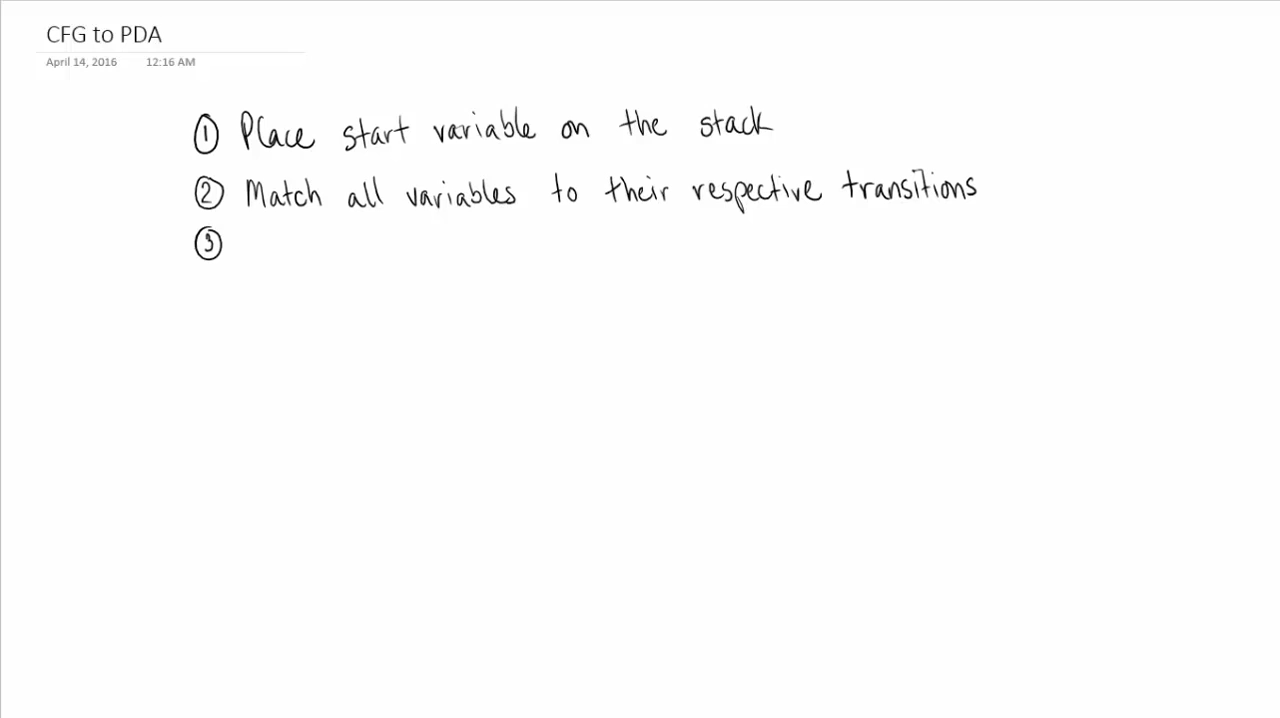 CFG to PDA
April 14, 2016 12:16 AM
① Place start variable on the stack
② Match all variables to their respective transitions
③